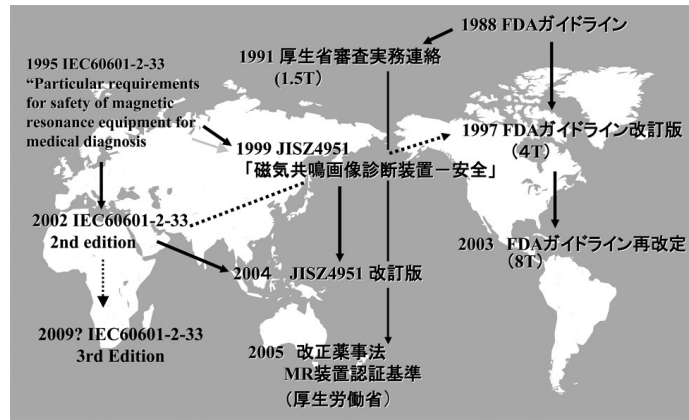 1988 FDAガイドライン
1991 厚生省審査実務連絡
(1.5T)
1995 IEC60601-2-33
“Particular requirements
for safety of magnetic
resonance equipment for
medical diagnosis
1997 FDAガイドライン改訂版
(4T)
1999 JISZ4951
「磁気共鳴画像診断装置－安全」
2002 IEC60601-2-33
2nd edition
2003 FDAガイドライン再改定
(8T)
2004 JISZ4951 改訂版
2009? IEC60601-2-33
3rd Edition
2005 改正薬事法
MR装置認証基準
(厚生労働省)